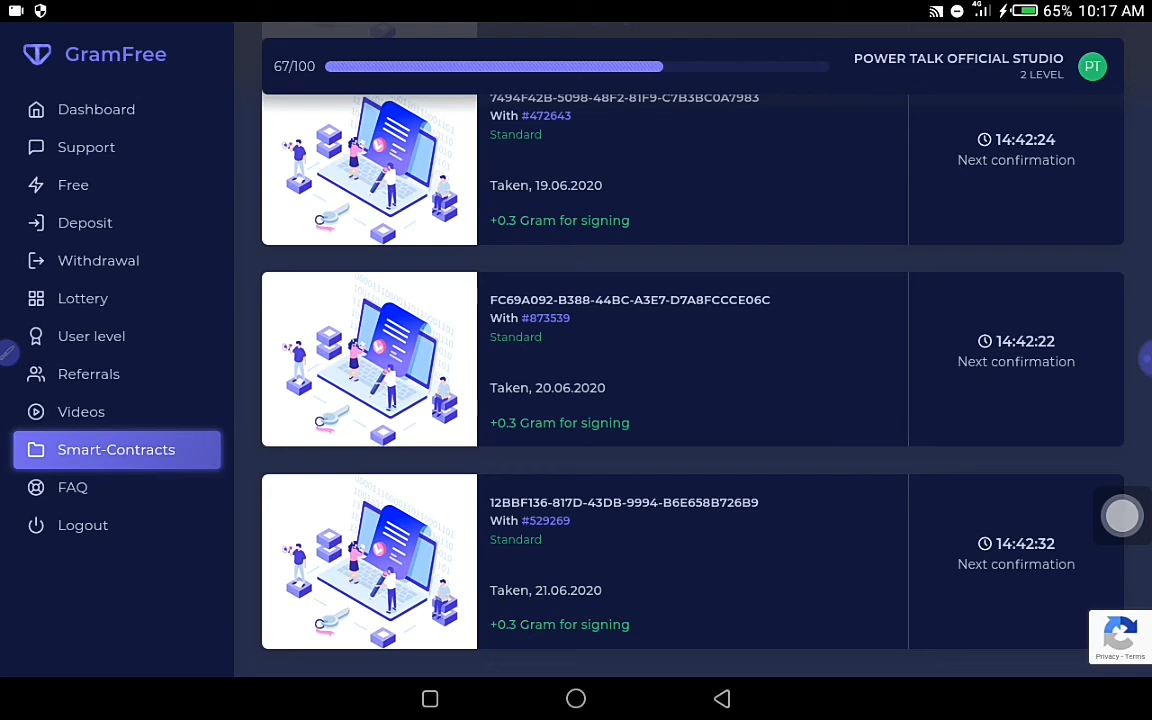 4G 65% 10:17 AM
GramFree
67/100
POWER TALK OFFICIAL STUDIO
2 LEVEL
PT
Dashboard
Support
Free
Deposit
Withdrawal
Lottery
User level
Referrals
Videos
Smart-Contracts
FAQ
Logout
7494F42B-5098-48F2-81F9-C7B3BC0A7983
With #472643
Standard
Taken, 19.06.2020
+0.3 Gram for signing
14:42:24
Next confirmation
FC69A092-B388-44BC-A3E7-D7A8FCCCE06C
With #873539
Standard
Taken, 20.06.2020
+0.3 Gram for signing
14:42:22
Next confirmation
12BBF136-817D-43DB-9994-B6E658B726B9
With #529269
Standard
Taken, 21.06.2020
+0.3 Gram for signing
14:42:32
Next confirmation
Privacy - Terms